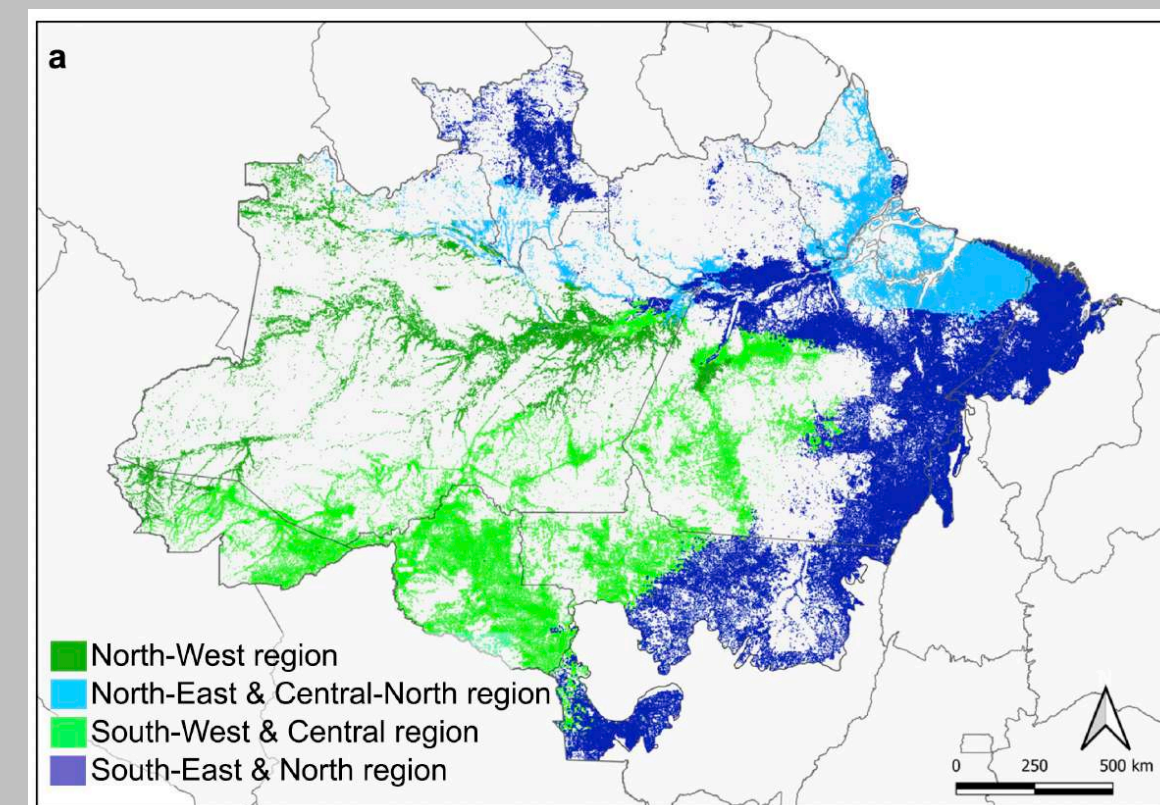 a
North-West region
North-East & Central-North region
South-West & Central region
South-East & North region
0 250 500 km